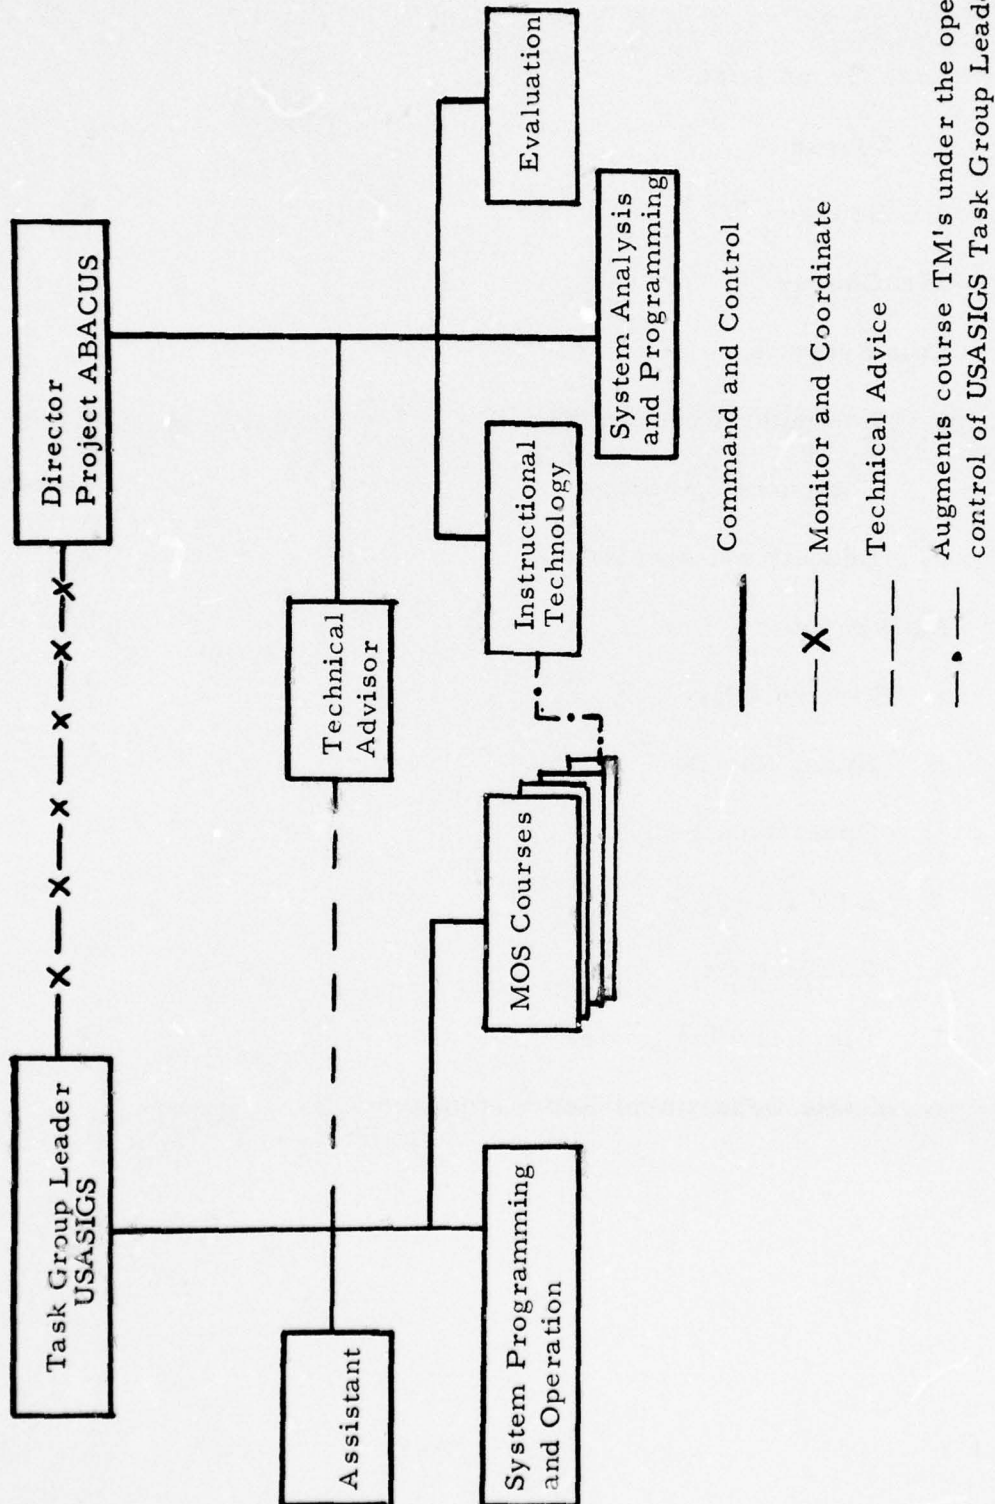 Task Group Leader
USASIGS
Director
Project ABACUS
Assistant
Technical
Advisor
System Programming
and Operation
MOS Courses
Instructional
Technology
System Analysis
and Programming
Evaluation
Command and Control
X Monitor and Coordinate
Technical Advice
Augments course TM's under the
control of USASIGS Task Group